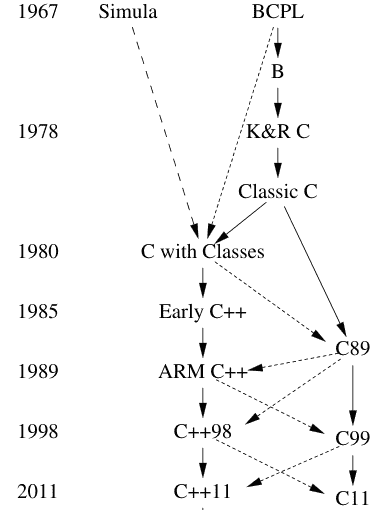 1967 Simula BCPL
B
1978 K&R C
Classic C
1980 C with Classes
1985 Early C++
C89
1989 ARM C++
1998 C++98
C99
2011 C++11
C11